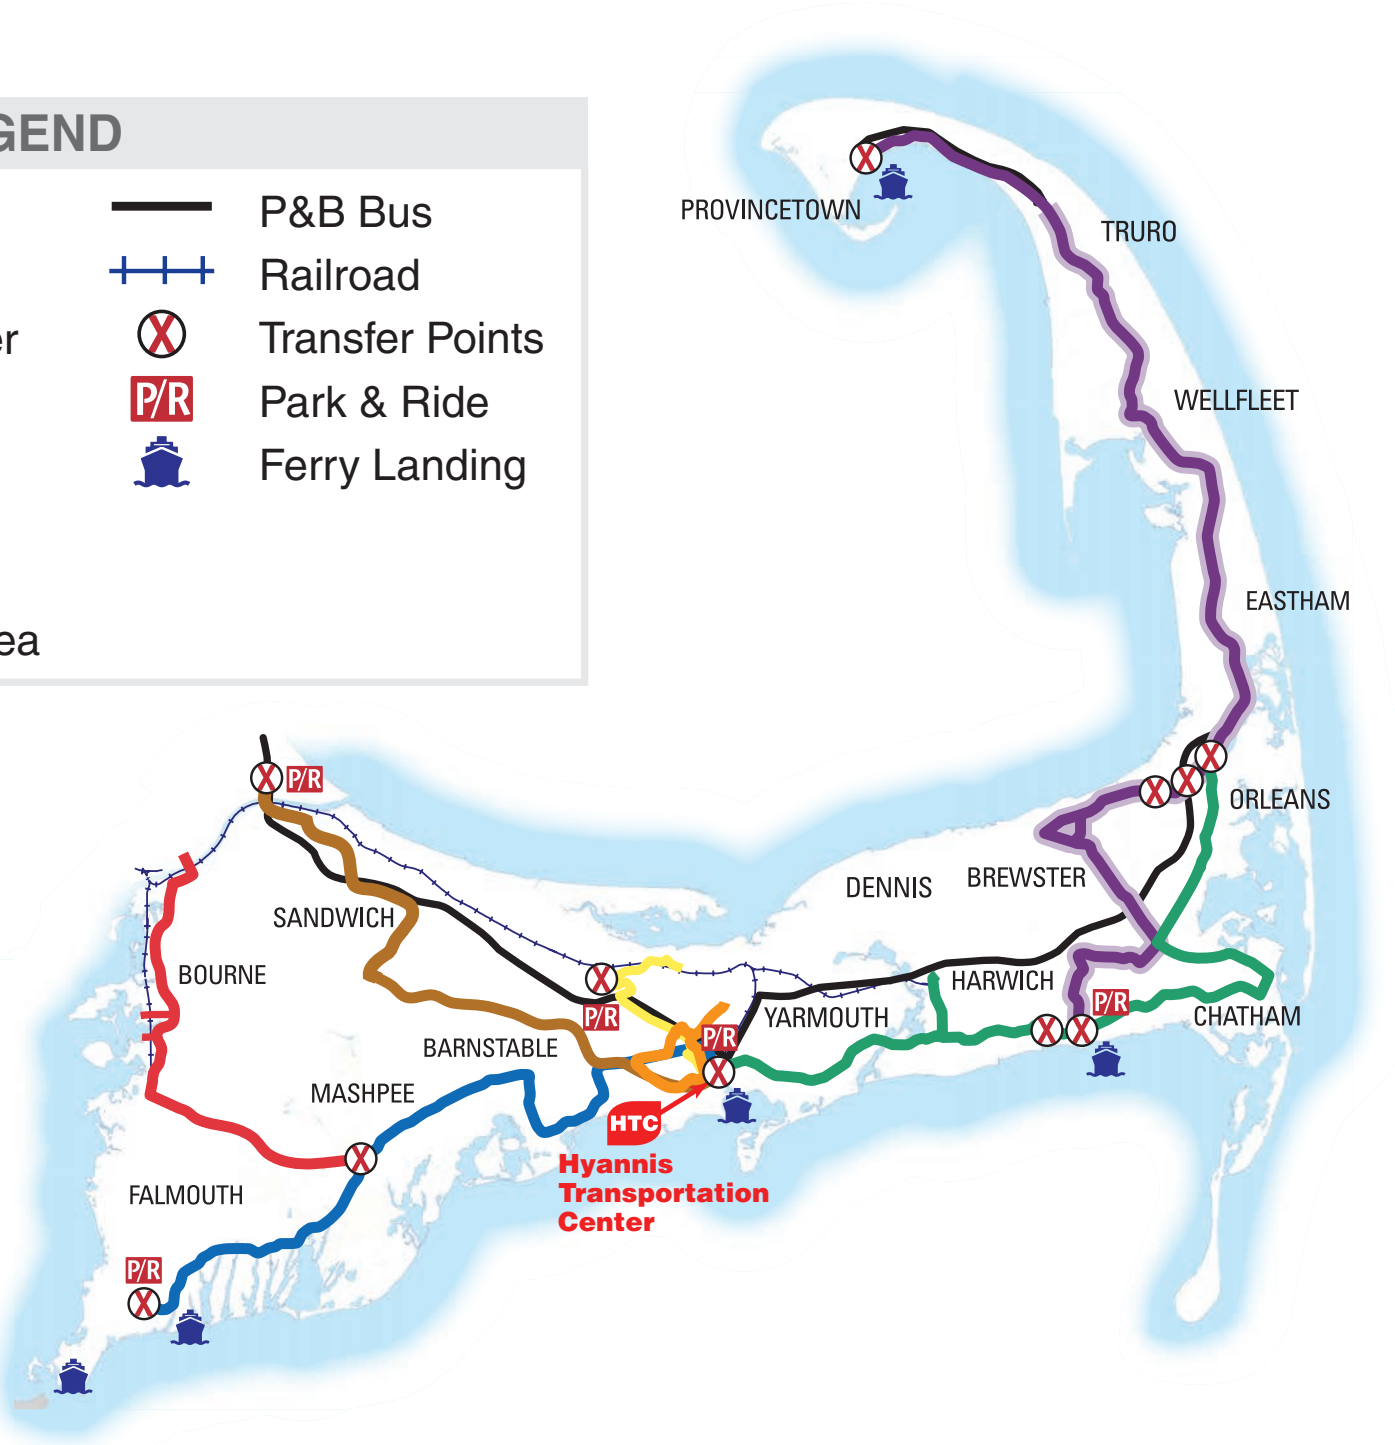 GEND
P&B Bus
Railroad
er
X
Transfer Points
P/R
Park & Ride
Ferry Landing
ea
X
PROVINCETOWN
TRURO
WELLFLEET
EASTHAM
X
X
X
ORLEANS
X
P/R
BREWSTER
DENNIS
SANDWICH
BOURNE
X
P/R
HARWICH
P/R
X
X
CHATHAM
YARMOUTH
P/R
X
BARNSTABLE
MASHPEE
HTC
Hyannis
Transportation
Center
X
FALMOUTH
P/R
X